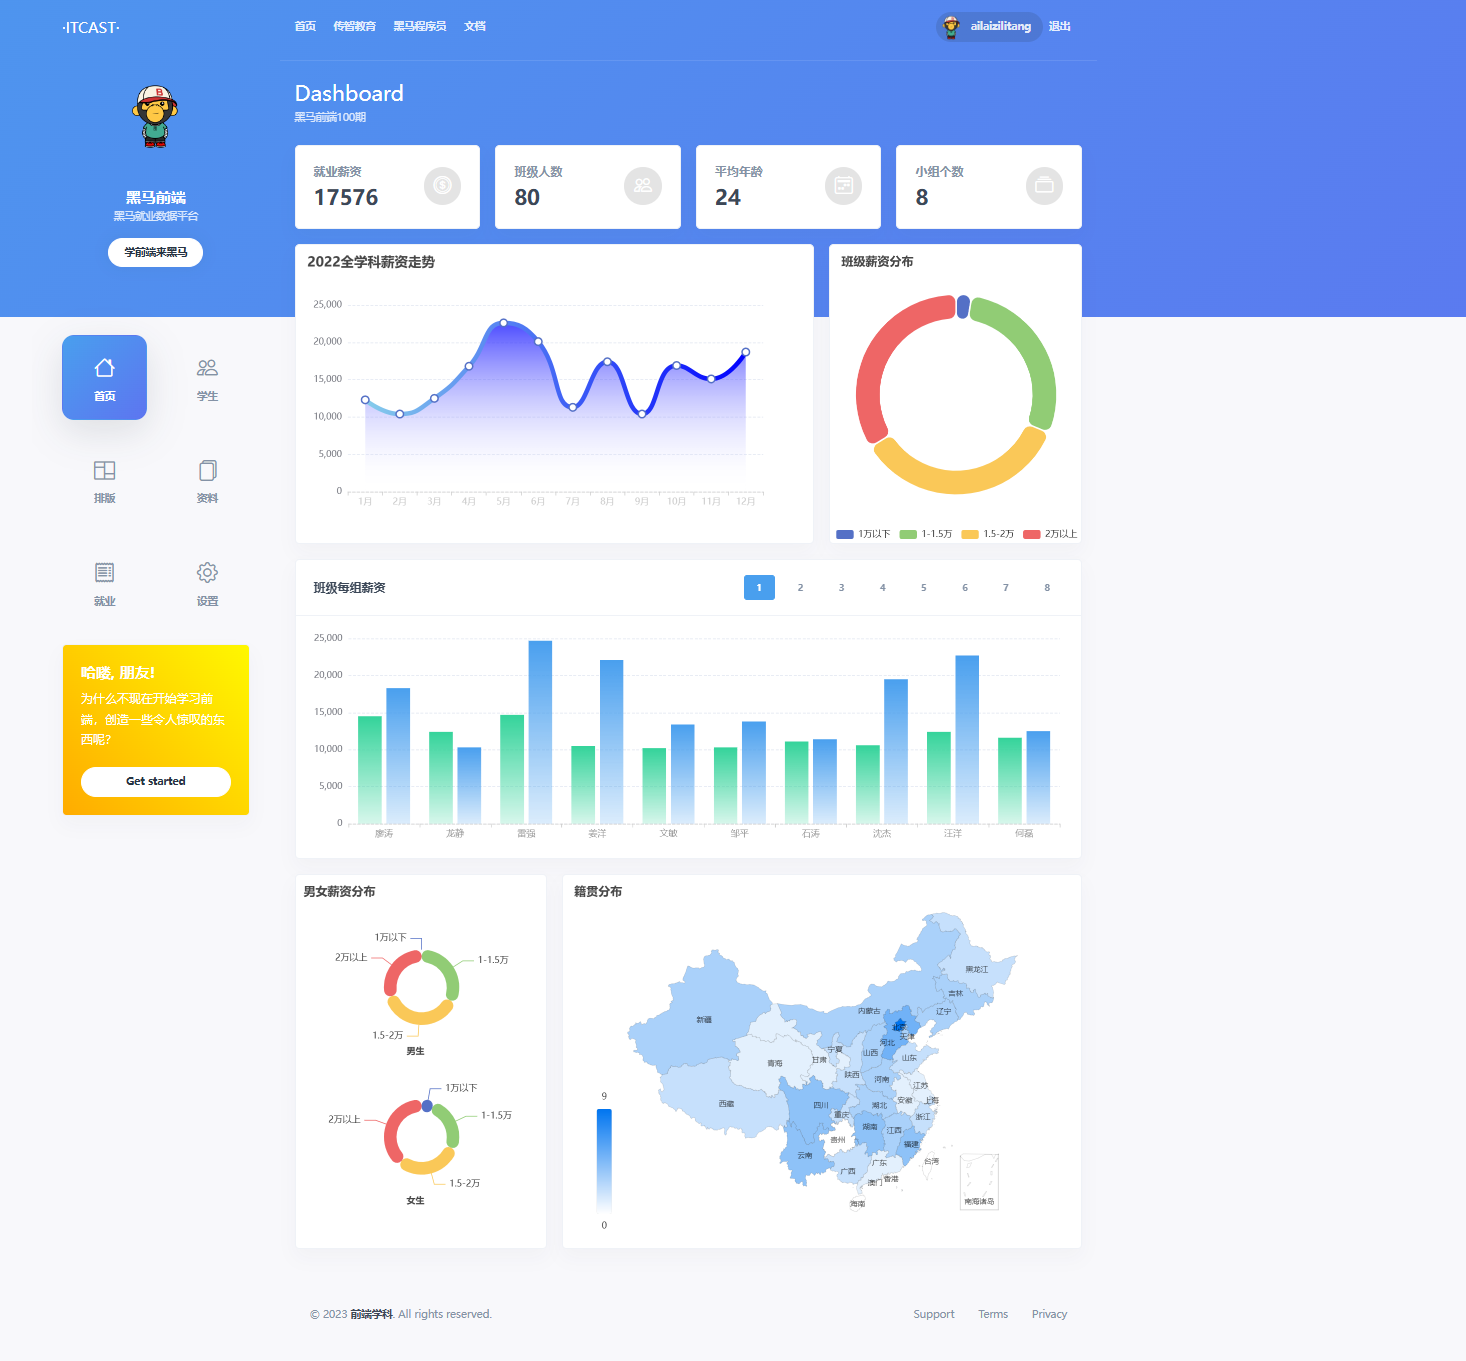 ·ITCAST·
首页 传智教育 黑马程序员 文档
ailaizilitang 退出
黑马前端
黑马就业数据平台
学前端来黑马
首页 学生
排版 资料
就业 设置
哈喽, 朋友!
为什么不现在开始学习前
端，创造一些令人惊叹的东
西呢?
Get started
Dashboard
黑马前端100期
就业薪资
17576
班级人数
80
平均年龄
24
小组个数
8
2022全学科薪资走势
25,000
20,000
15,000
10,000
5,000
0
1月 2月 3月 4月 5月 6月 7月 8月 9月 10月 11月 12月
班级薪资分布
1万以下 1-1.5万 1.5-2万 2万以上
班级每组薪资
1 2 3 4 5 6 7 8
25,000
20,000
15,000
10,000
5,000
0
廖涛 龙静 雷强 姜洋 文敏 邹平 石涛 沈杰 汪洋 何磊
男女薪资分布
1万以下
2万以上
1-1.5万
1.5-2万
男生
1万以下
2万以上
1-1.5万
1.5-2万
女生
籍贯分布
黑龙江
吉林
内蒙古
辽宁
新疆
北京
天津
河北
宁夏
山西
山东
青海
甘肃
陕西
河南
江苏
安徽
上海
西藏
四川
湖北
重庆
浙江
湖南
江西
贵州
福建
云南
台湾
广东
广西
香港
澳门
海南
南海诸岛
9
0
© 2023 前端学科. All rights reserved.
Support Terms Privacy